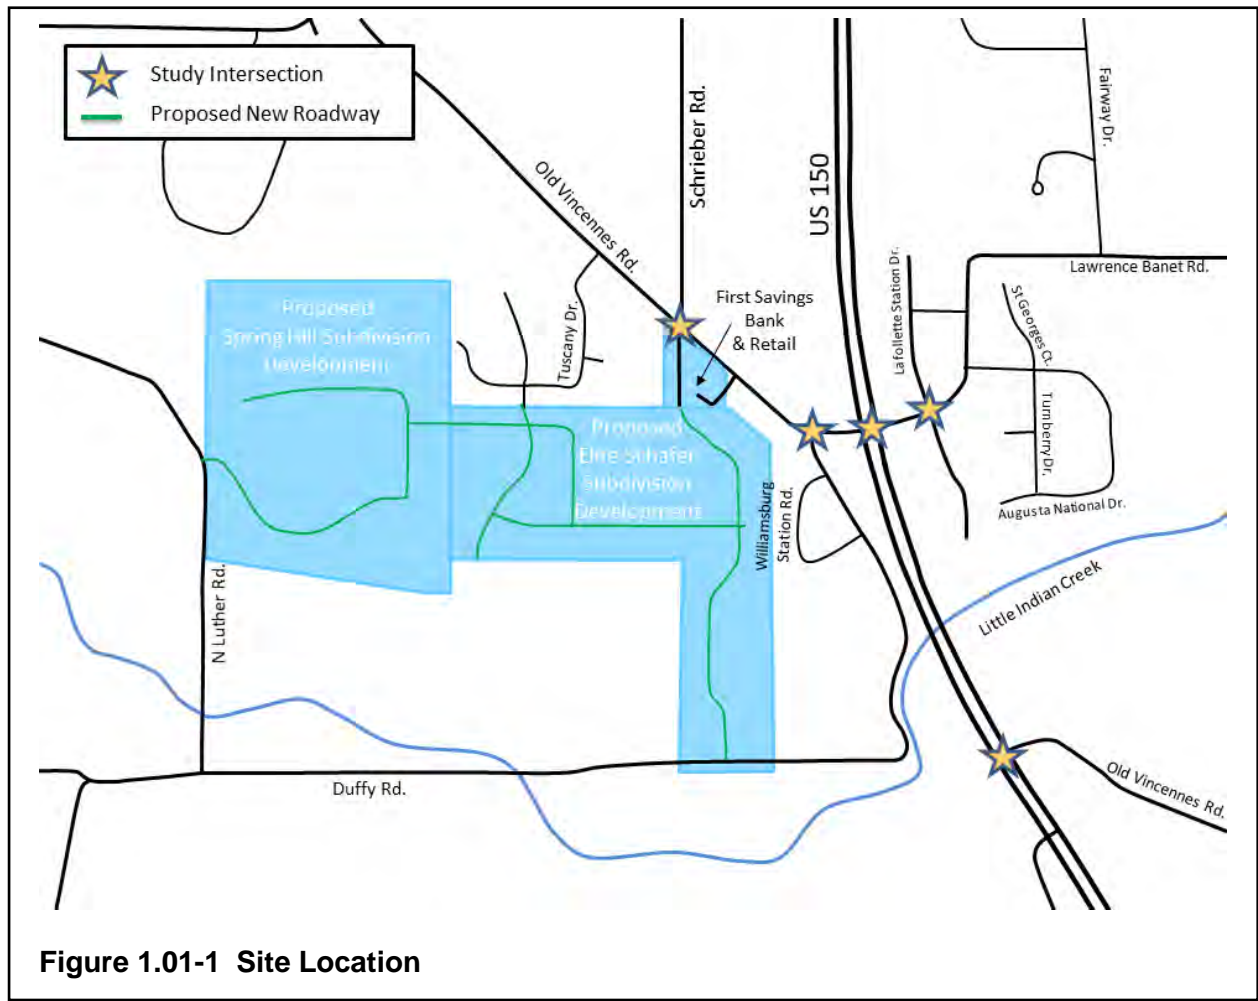 Study Intersection
Proposed New Roadway
Old Vincennes Rd.
Schrieber Rd.
US 150
Fairway Dr.
Lawrence Banet Rd.
Lafollette Station Dr.
St Georges Ct.
Turnberry Dr.
Augusta National Dr.
First Savings
Bank
& Retail
Tuscany Dr.
Proposed
Spring Hill Subdivision
Development
Proposed
Elite Schafer
Subdivision
Development
Williamsburg
Station Rd.
Little Indian Creek
N Luther Rd.
Duffy Rd.
Old Vincennes Rd.
Figure 1.01-1 Site Location